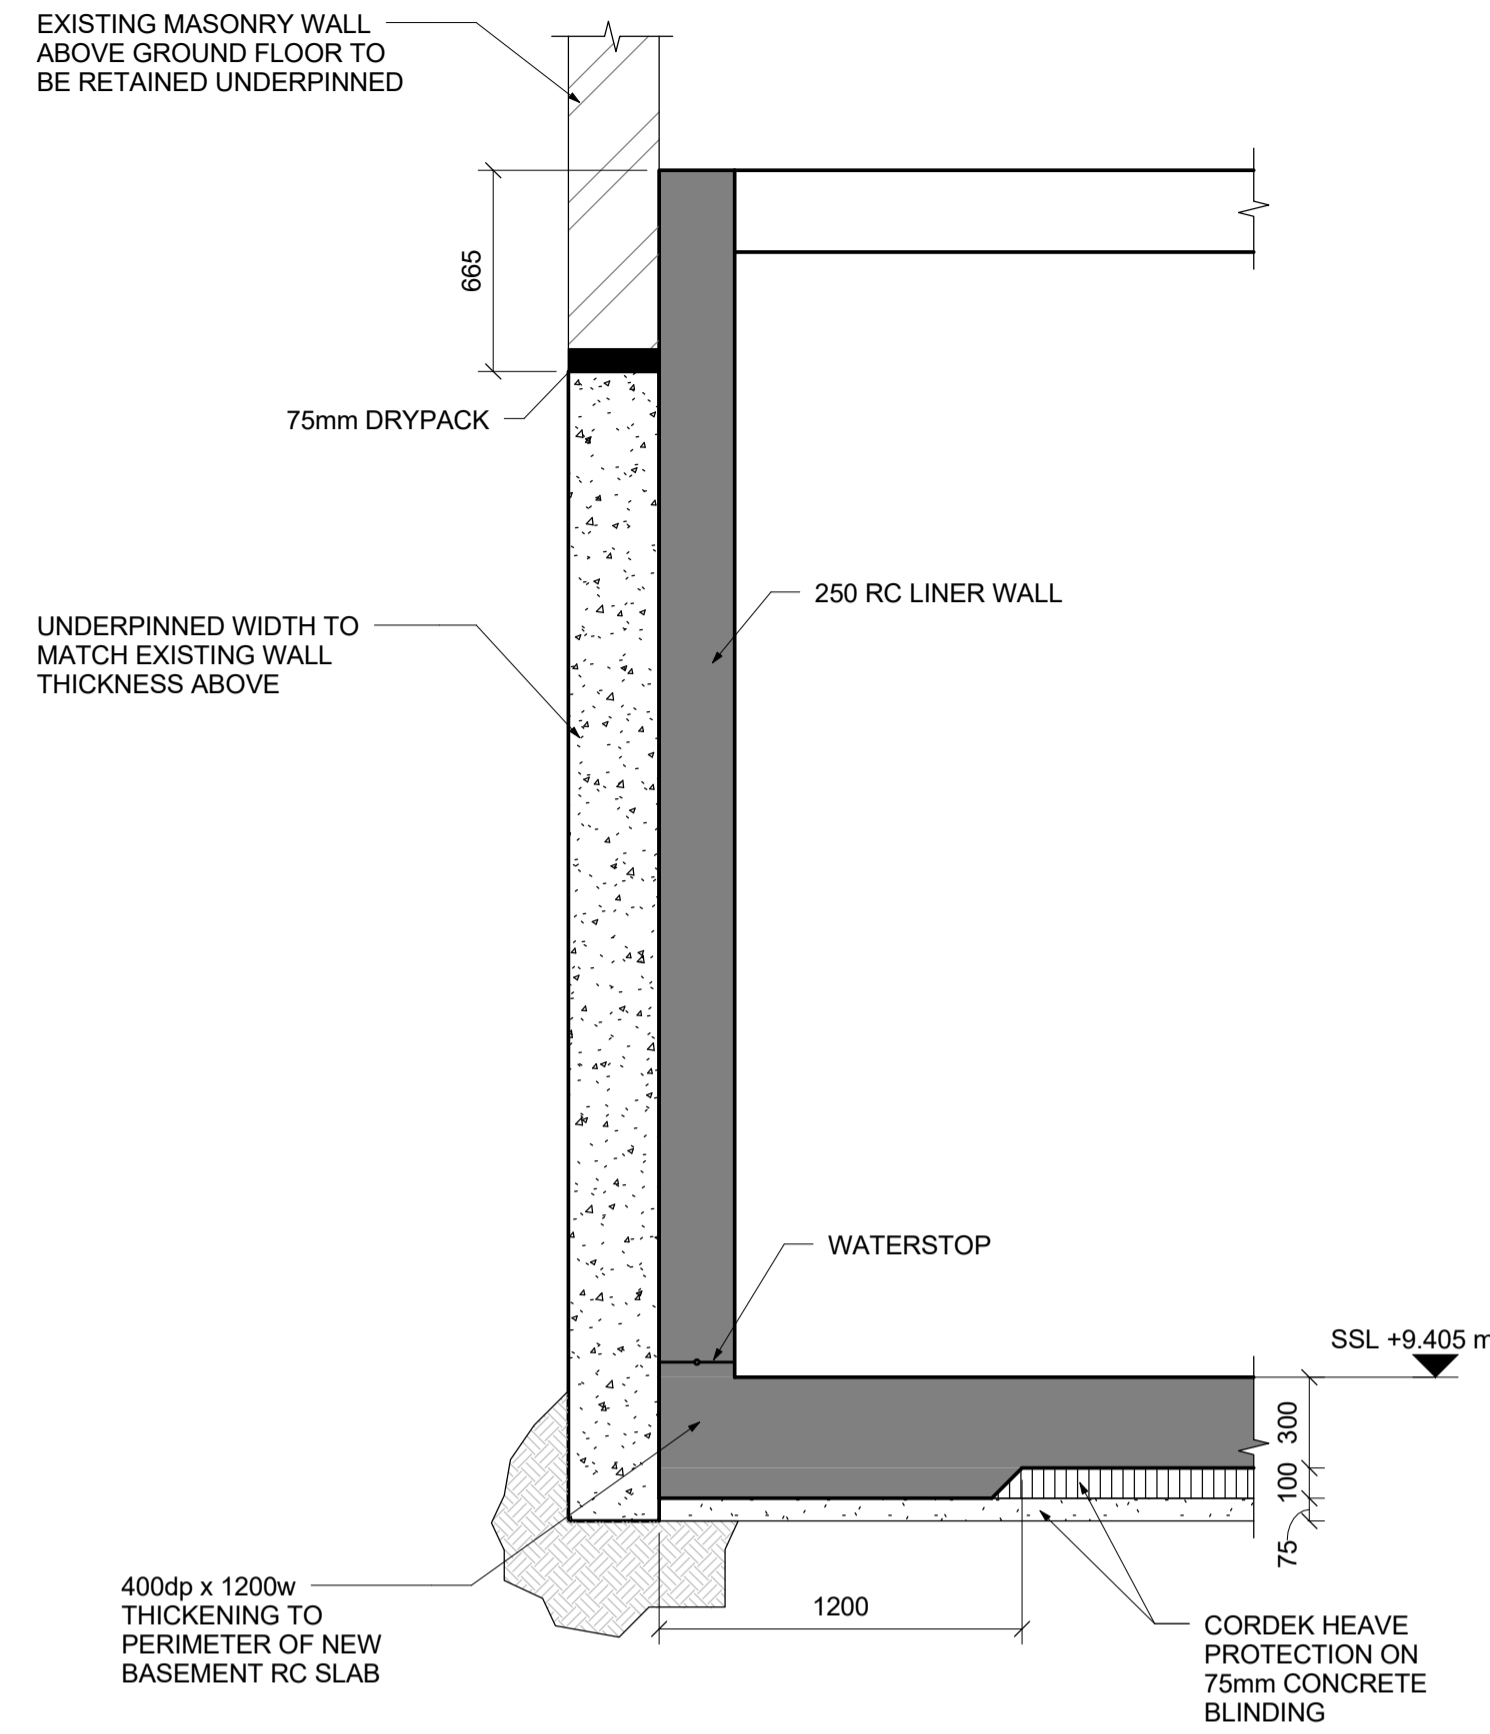 EXISTING MASONRY WALL
ABOVE GROUND FLOOR TO
BE RETAINED UNDERPINNED
665
75mm DRYPACK
250 RC LINER WALL
UNDERPINNED WIDTH TO
MATCH EXISTING WALL
THICKNESS ABOVE
WATERSTOP
SSL +9.405 m
300
100
75
400dp x 1200w
THICKENING TO
PERIMETER OF NEW
BASEMENT RC SLAB
1200
CORDEK HEAVE
PROTECTION ON
75mm CONCRETE
BLINDING